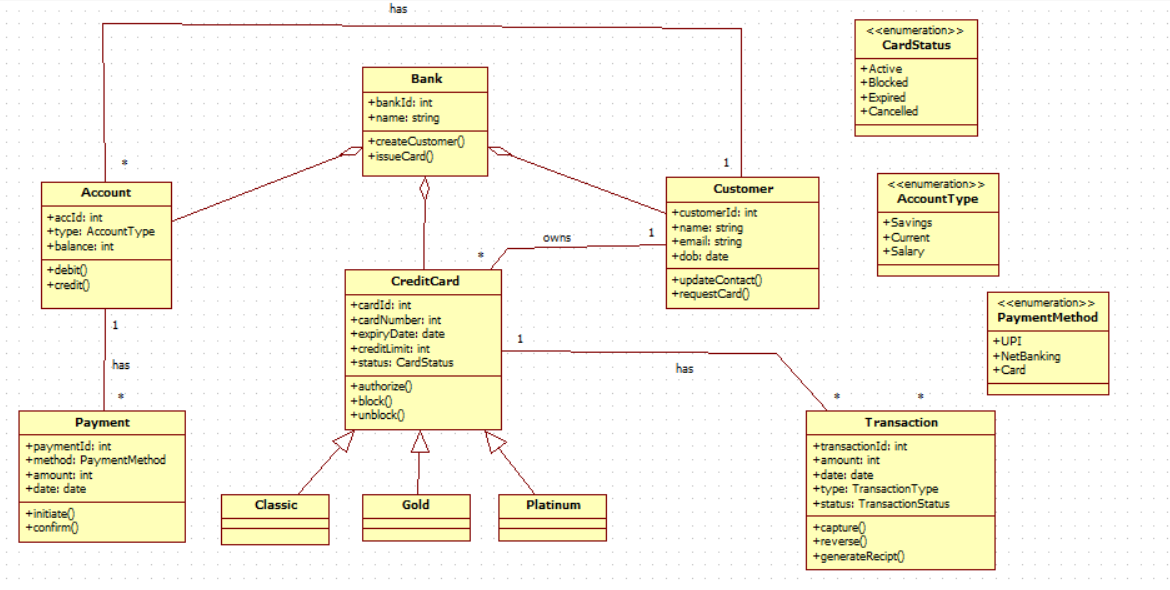 has
<<enumeration>>
CardStatus
+Active
+Blocked
+Expired
+Cancelled
Bank
+bankId: int
+name: string
+createCustomer()
+issueCard()
*
1
Account
+accId: int
+type: AccountType
+balance: int
+debit()
+credit()
Customer
+customerId: int
+name: string
+email: string
+dob: date
+updateContact()
+requestCard()
<<enumeration>>
AccountType
+Savings
+Current
+Salary
owns
1
*
CreditCard
+cardId: int
+cardNumber: int
+expiryDate: date
+creditLimit: int
+status: CardStatus
+authorize()
+block()
+unblock()
<<enumeration>>
PaymentMethod
+UPI
+NetBanking
+Card
1
has
*
1
has
*
*
Payment
+paymentId: int
+method: PaymentMethod
+amount: int
+date: date
+initiate()
+confirm()
Transaction
+transactionId: int
+amount: int
+date: date
+type: TransactionType
+status: TransactionStatus
+capture()
+reverse()
+generateRecipt()
Classic
Gold
Platinum